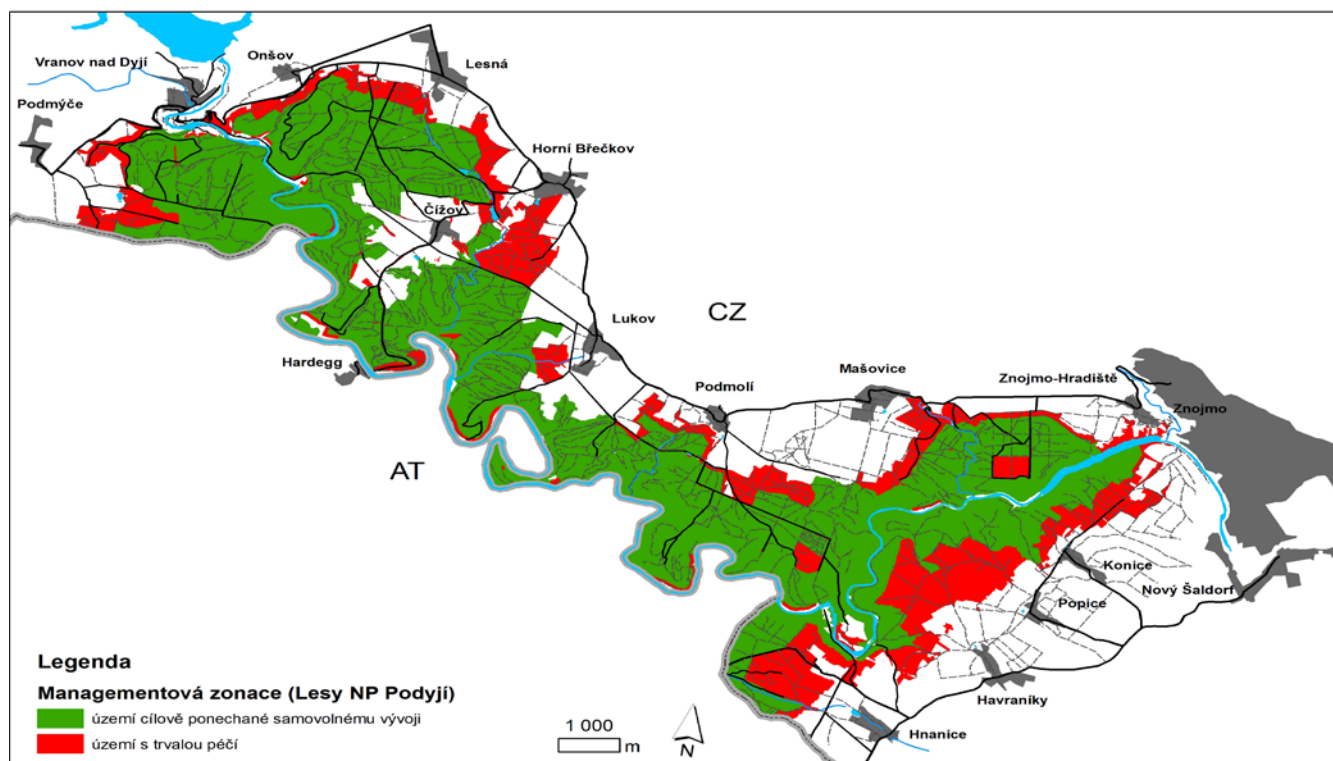 Vranov nad Dyjí
Onšov
Lesná
Podmýče
Horní Břečkov
Čížov
CZ
Lukov
Hardegg
Mašovice
Znojmo-Hradiště
Podmolí
Znojmo
AT
Konice
Nový Šaldorf
Popice
Legenda
Managementová zonace (Lesy NP Podyjí)
Havraníky
území cílově ponechané samovolnému vývoji
1 000
m
N
Hnanice
území s trvalou péčí